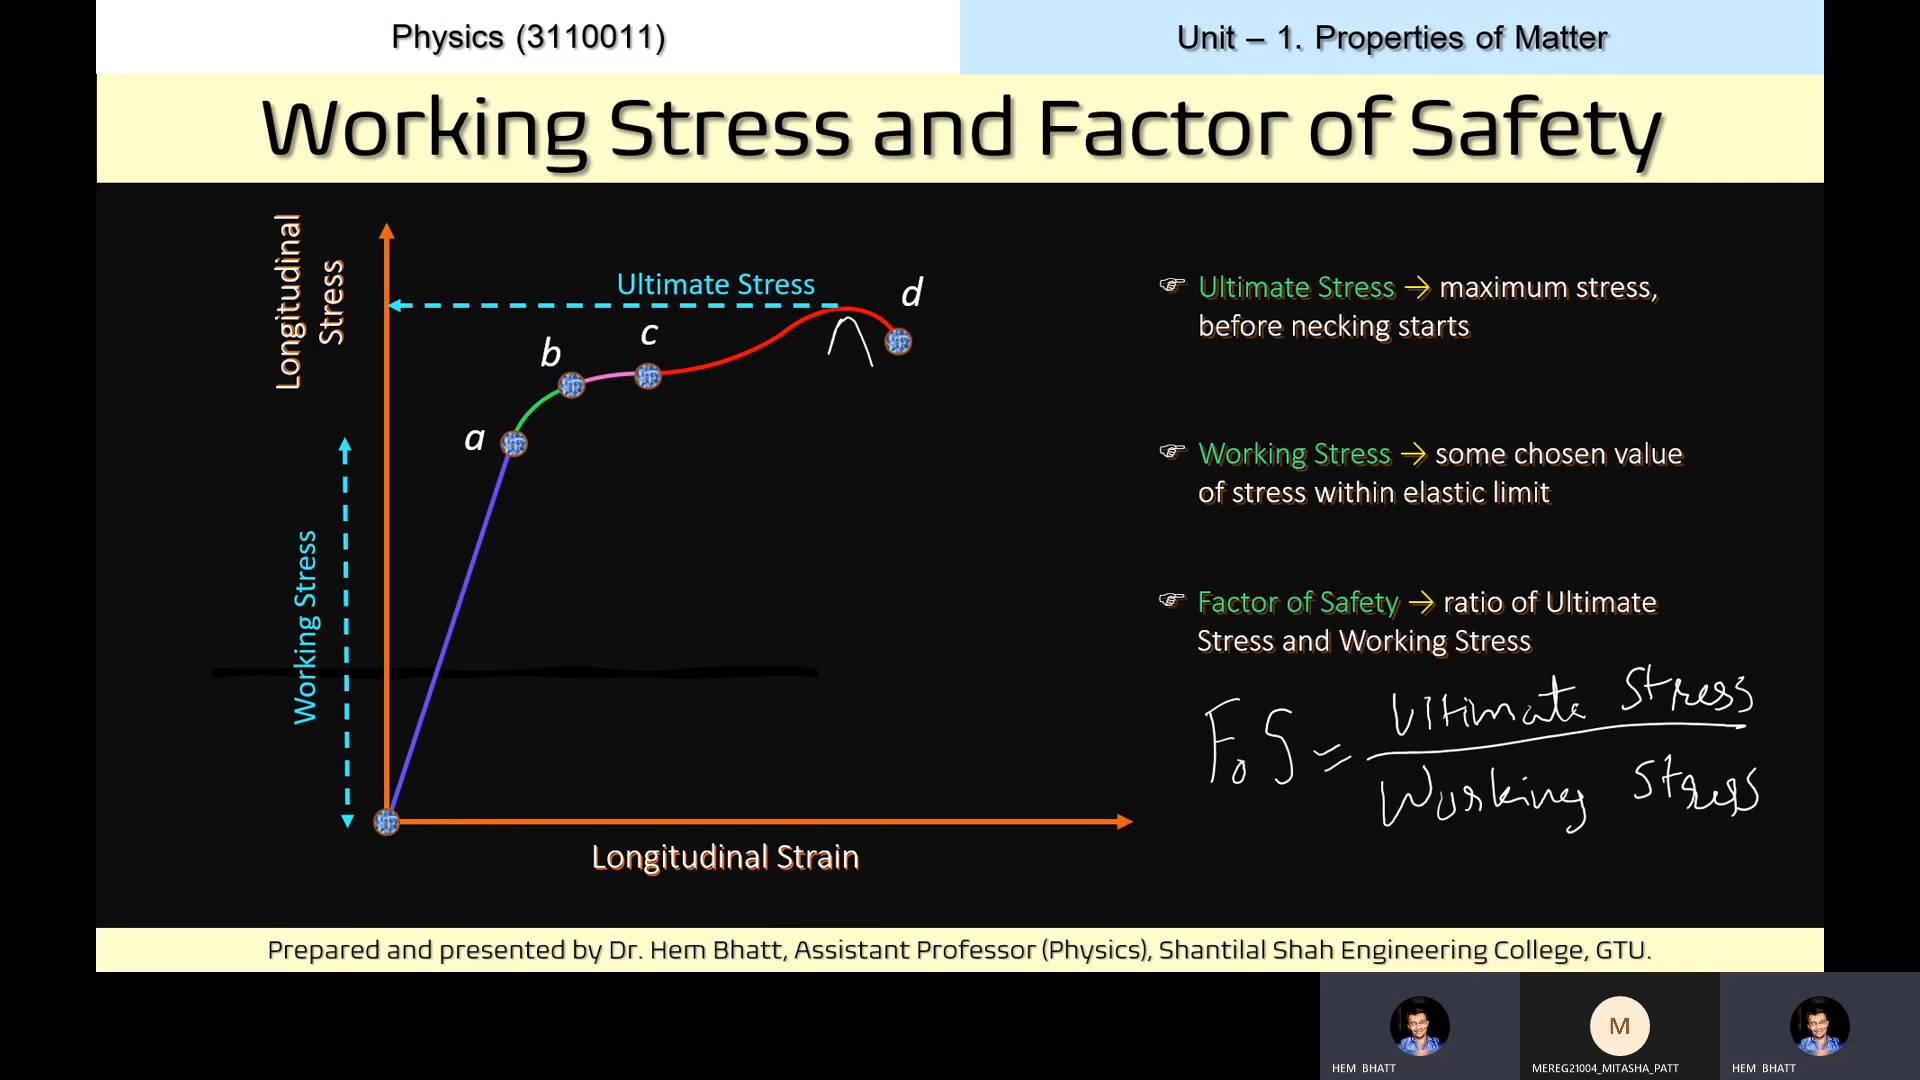 Physics (3110011)
Unit – 1. Properties of Matter
Working Stress and Factor of Safety
Longitudinal
Stress
Ultimate Stress
a
b
c
d
Working Stress
Longitudinal Strain
☞ Ultimate Stress → maximum stress,
before necking starts
☞ Working Stress → some chosen value
of stress within elastic limit
☞ Factor of Safety → ratio of Ultimate
Stress and Working Stress
FoS = Ultimate Stress
Working Stress
Prepared and presented by Dr. Hem Bhatt, Assistant Professor (Physics), Shantilal Shah Engineering College, GTU.
M
HEM BHATT
MEREG21004_MITASHA_PATT
HEM BHATT